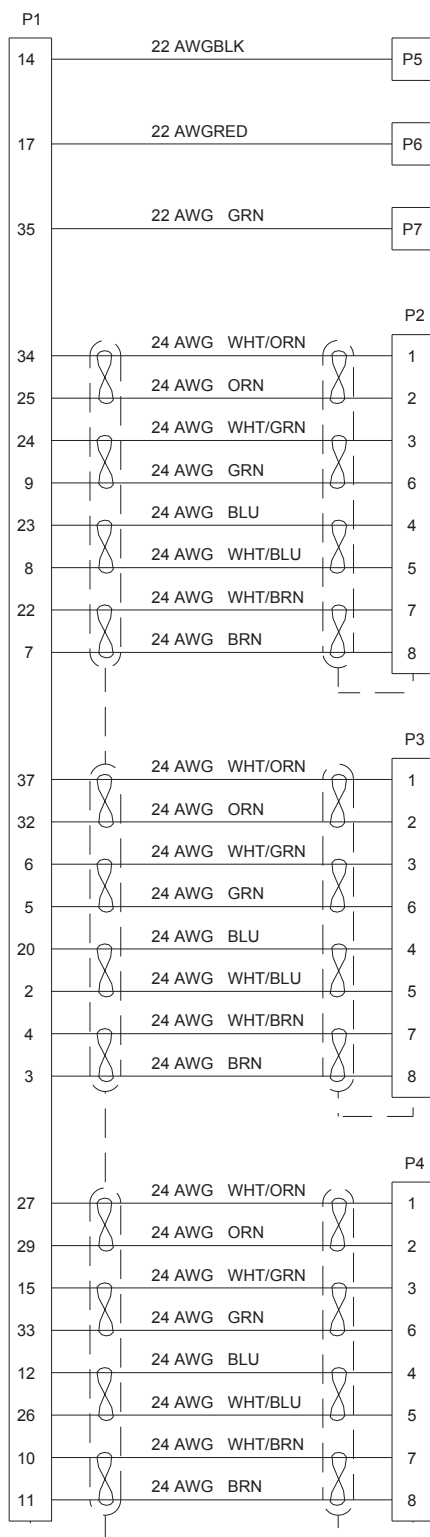 P1
14 22 AWGBLK P5
17 22 AWGRED P6
35 22 AWG GRN P7
P2
34 24 AWG WHT/ORN 1
25 24 AWG ORN 2
24 24 AWG WHT/GRN 3
9 24 AWG GRN 6
23 24 AWG BLU 4
8 24 AWG WHT/BLU 5
22 24 AWG WHT/BRN 7
7 24 AWG BRN 8
P3
37 24 AWG WHT/ORN 1
32 24 AWG ORN 2
6 24 AWG WHT/GRN 3
5 24 AWG GRN 6
20 24 AWG BLU 4
2 24 AWG WHT/BLU 5
4 24 AWG WHT/BRN 7
3 24 AWG BRN 8
P4
27 24 AWG WHT/ORN 1
29 24 AWG ORN 2
15 24 AWG WHT/GRN 3
33 24 AWG GRN 6
12 24 AWG BLU 4
26 24 AWG WHT/BLU 5
10 24 AWG WHT/BRN 7
11 24 AWG BRN 8